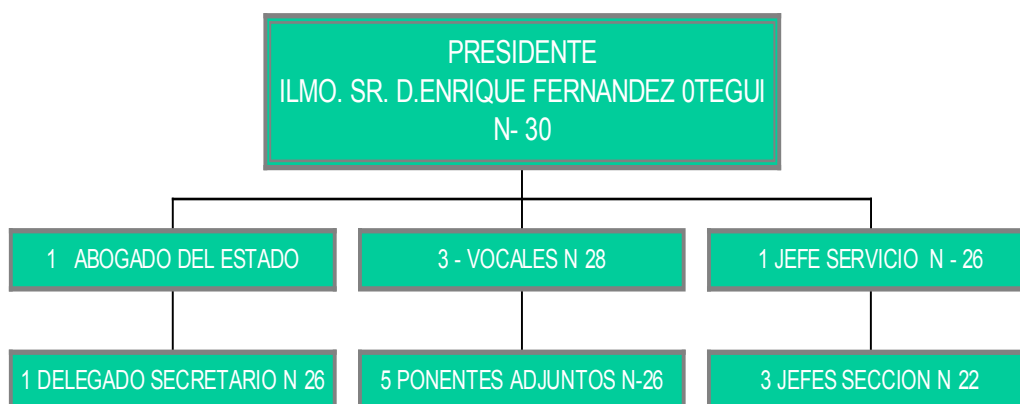 PRESIDENTE
ILMO. SR. D.ENRIQUE FERNANDEZ 0TEGUI
N- 30
1 ABOGADO DEL ESTADO
3 - VOCALES N 28
1 JEFE SERVICIO N - 26
1 DELEGADO SECRETARIO N 26
5 PONENTES ADJUNTOS N-26
3 JEFES SECCION N 22